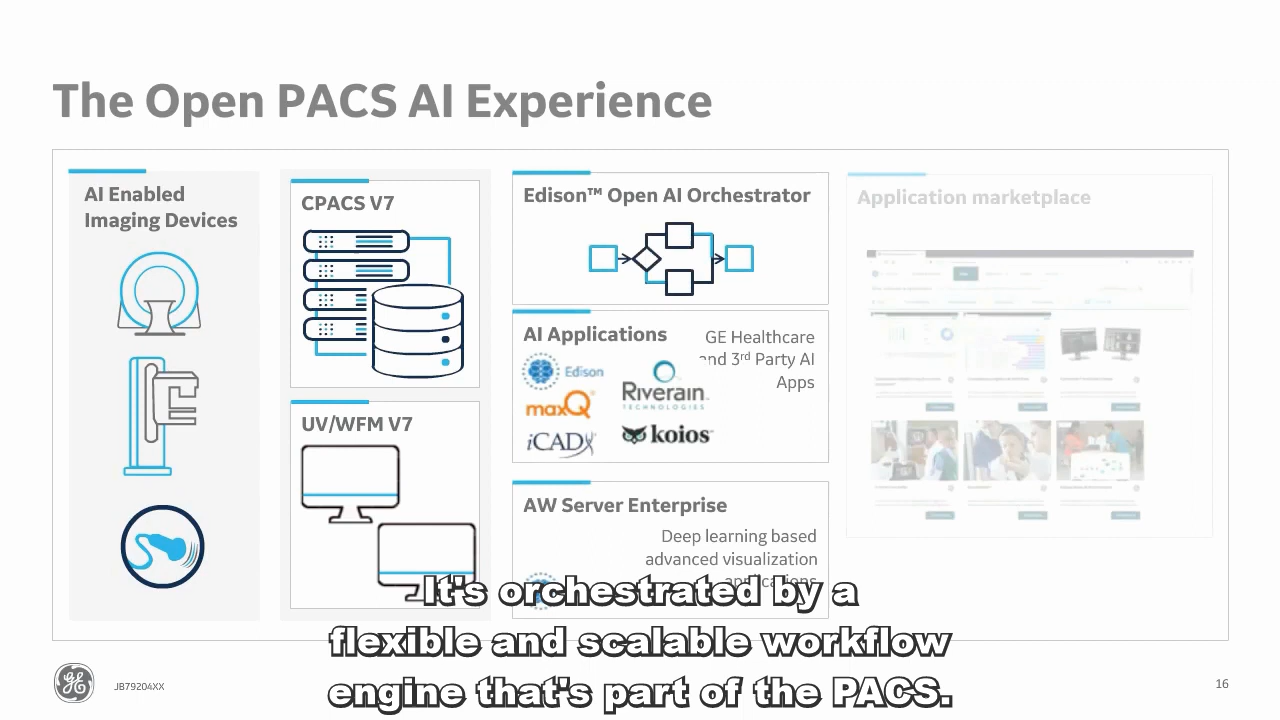 The Open PACS AI Experience
AI Enabled
Imaging Devices
CPACS V7
UV/WFM V7
Edison™ Open AI Orchestrator
AI Applications
GE Healthcare
and 3rd Party AI
Apps
Edison
maxQ
iCAD
Riverain
TECHNOLOGIES
koios
AW Server Enterprise
Deep learning based
advanced visualization
applications
Application marketplace
It's orchestrated by a
flexible and scalable workflow
engine that's part of the PACS.
GE
JB79204XX
16